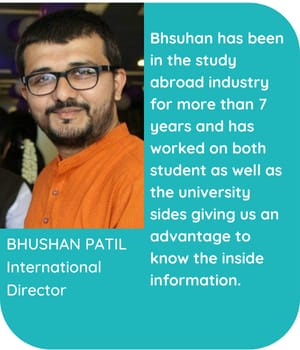 Bhsuhan has been
in the study
abroad industry
for more than 7
years and has
worked on both
student as well as
the university
sides giving us an
advantage to
know the inside
information.
BHUSHAN PATIL
International
Director